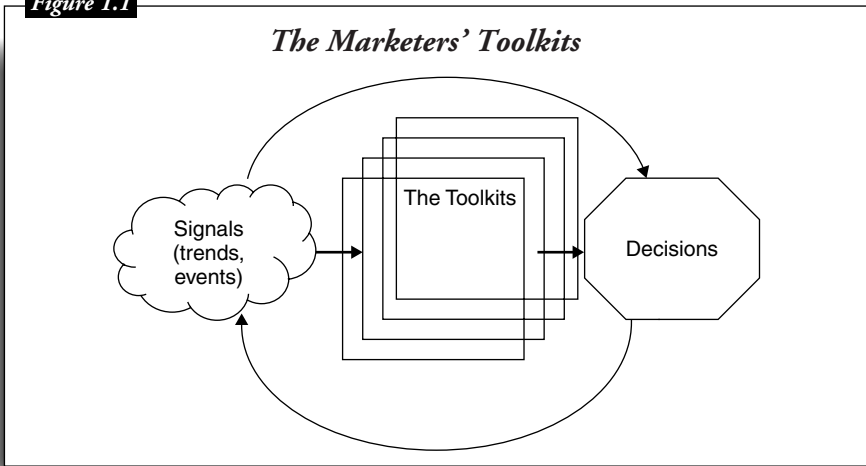 Figure 1.1
The Marketers’ Toolkits
The Toolkits
Signals
(trends,
events)
Decisions